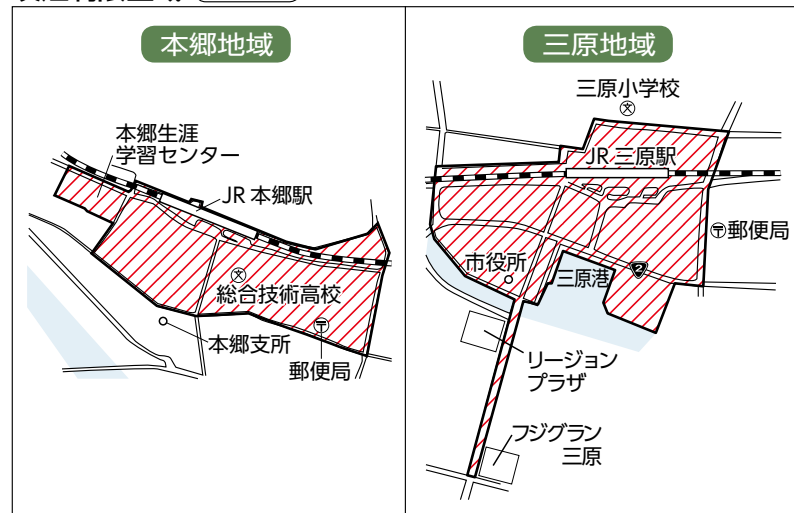 本郷地域
本郷生涯
学習センター
JR 本郷駅
文
総合技術高校
本郷支所
〒
郵便局
三原地域
三原小学校
文
JR 三原駅
〒郵便局
市役所
三原港
2
リージョン
プラザ
フジグラン
三原